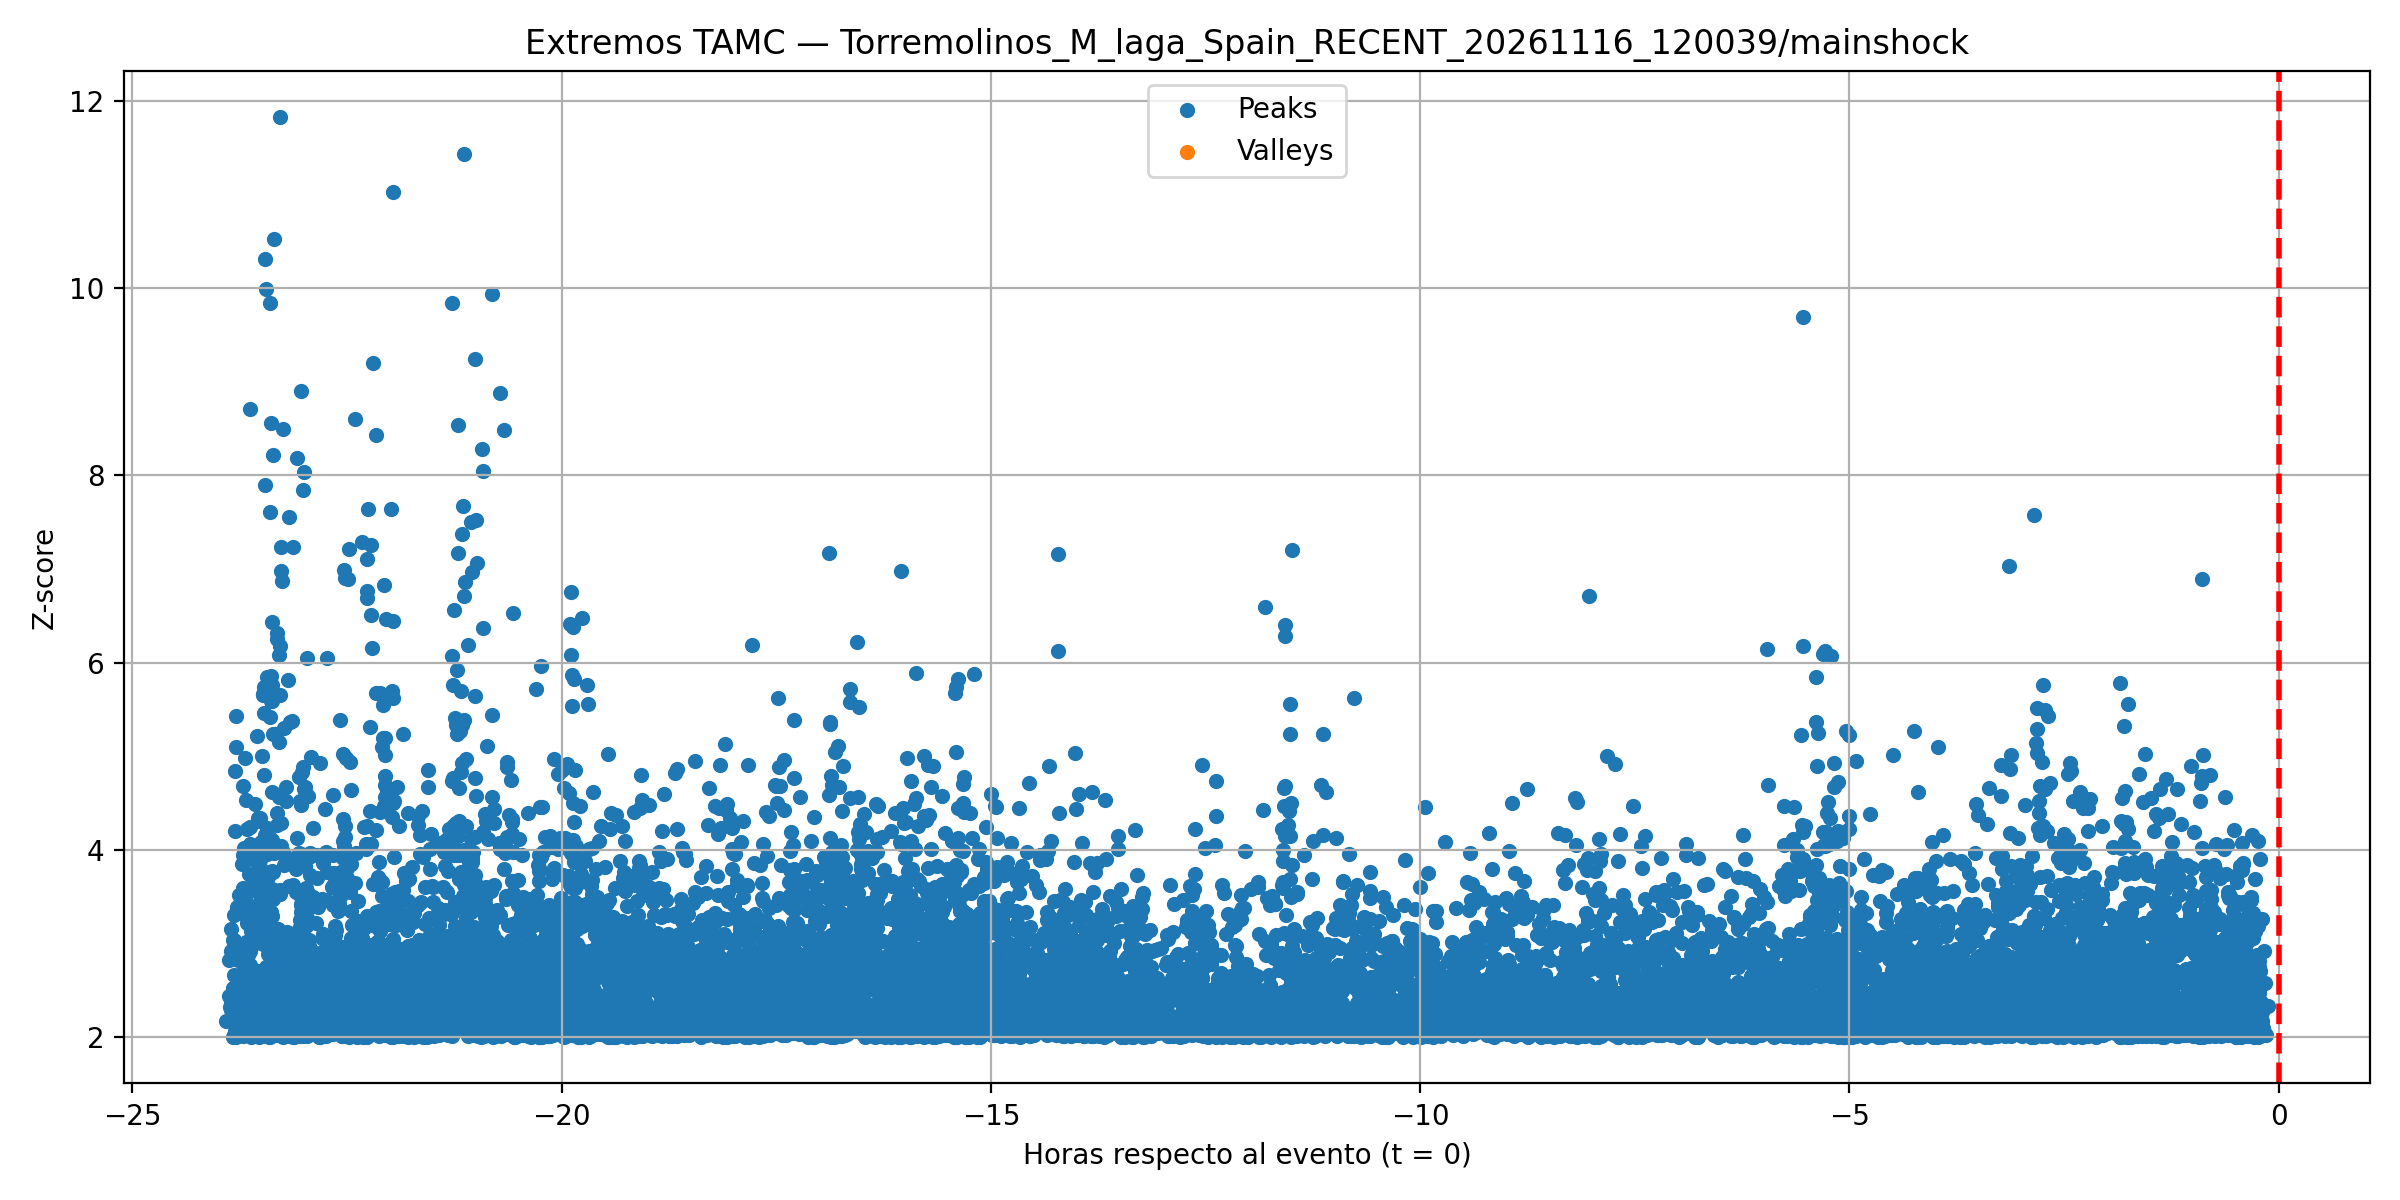 Extremos TAMC — Torremolinos_M_laga_Spain_RECENT_20261116_120039/mainshock
Peaks
Valleys
Z-score
12
10
8
6
4
2
−25
−20
−15
−10
−5
0
Horas respecto al evento (t = 0)